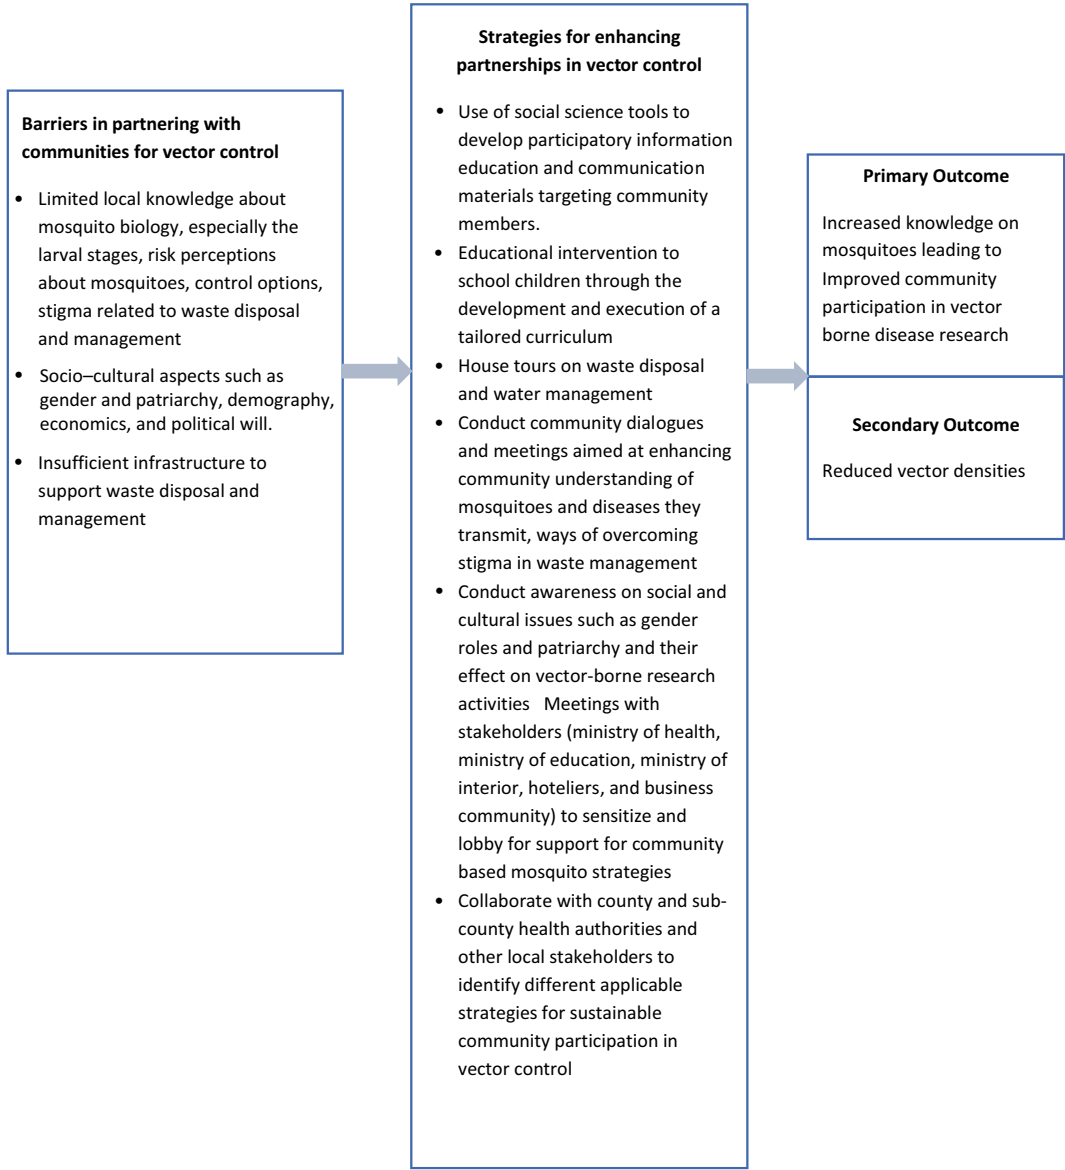 Barriers in partnering with
communities for vector control
• Limited local knowledge about
mosquito biology, especially the
larval stages, risk perceptions
about mosquitoes, control options,
stigma related to waste disposal
and management
• Socio–cultural aspects such as
gender and patriarchy, demography,
economics, and political will.
• Insufficient infrastructure to
support waste disposal and
management
Strategies for enhancing
partnerships in vector control
• Use of social science tools to
develop participatory information
education and communication
materials targeting community
members.
• Educational intervention to
school children through the
development and execution of a
tailored curriculum
• House tours on waste disposal
and water management
• Conduct community dialogues
and meetings aimed at enhancing
community understanding of
mosquitoes and diseases they
transmit, ways of overcoming
stigma in waste management
• Conduct awareness on social and
cultural issues such as gender
roles and patriarchy and their
effect on vector-borne research
activities   Meetings with
stakeholders (ministry of health,
ministry of education, ministry of
interior, hoteliers, and business
community) to sensitize and
lobby for support for community
based mosquito strategies
• Collaborate with county and sub-
county health authorities and
other local stakeholders to
identify different applicable
strategies for sustainable
community participation in
vector control
Primary Outcome
Increased knowledge on
mosquitoes leading to
Improved community
participation in vector
borne disease research
Secondary Outcome
Reduced vector densities